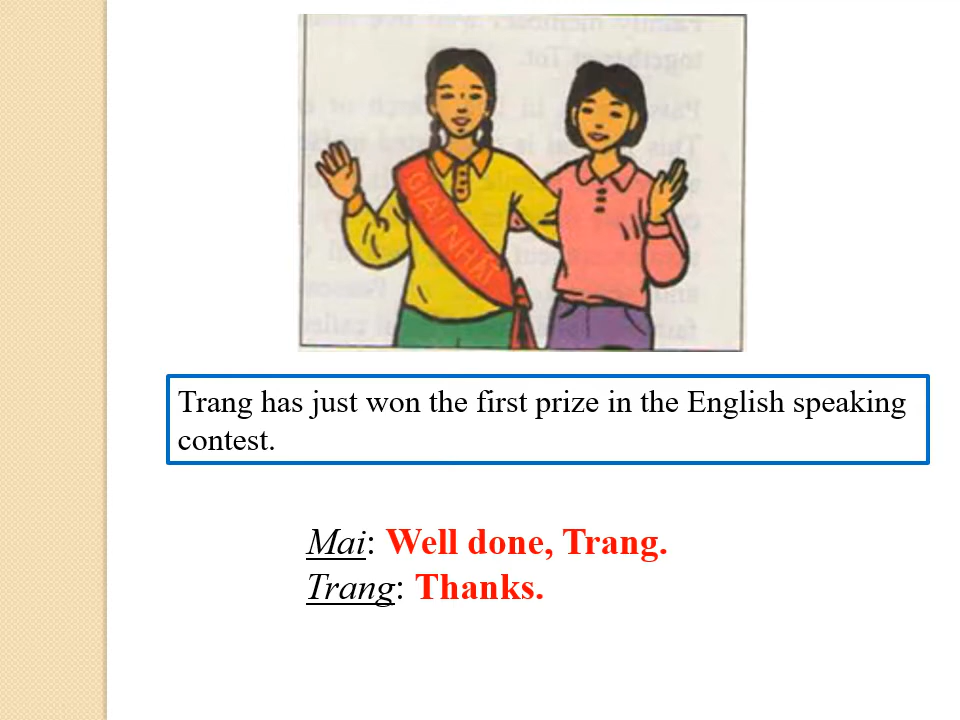 GIẢI NHẤT
Trang has just won the first prize in the English speaking
contest.
Mai: Well done, Trang.
Trang: Thanks.